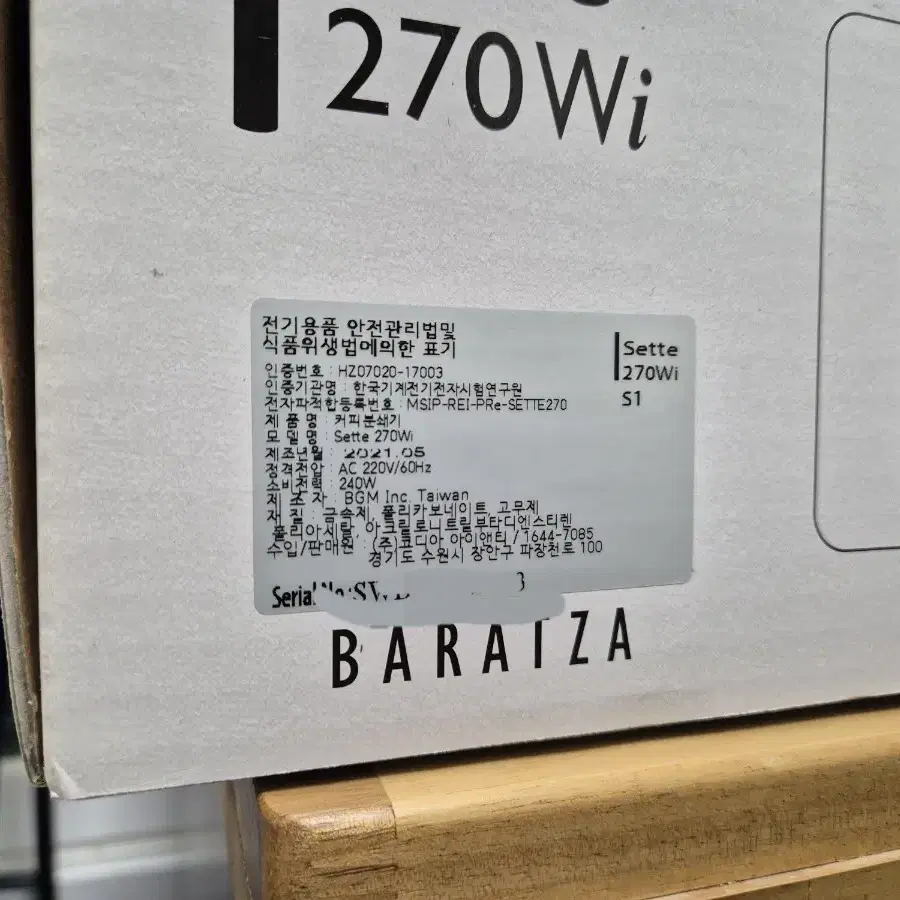 270Wi
전기용품 안전관리법및
식품위생법에의한 표기
인증번호 : HZ07020-17003
인증기관명 : 한국기계전기전자시험연구원
전자파적합등록번호 : MSIP-REI-PRe-SETTE270
제 품 명 : 커피분쇄기
모 델 명 : Sette 270Wi
제조년월 : 2021.05
정격전압 : AC 220V/60Hz
소비전력 : 240W
제 조 자 : BGM Inc. Taiwan
재 질 : 금속제, 폴리카보네이트, 고무제
폴리아세탈, 아크릴로니트릴부타디엔스티렌
수입/판매원 : (주)코디아 아이앤티 / 1644-7085
경기도 수원시 장안구 파장천로 100
Sette
270Wi
S1
Serial No:SW
3
BARATZA